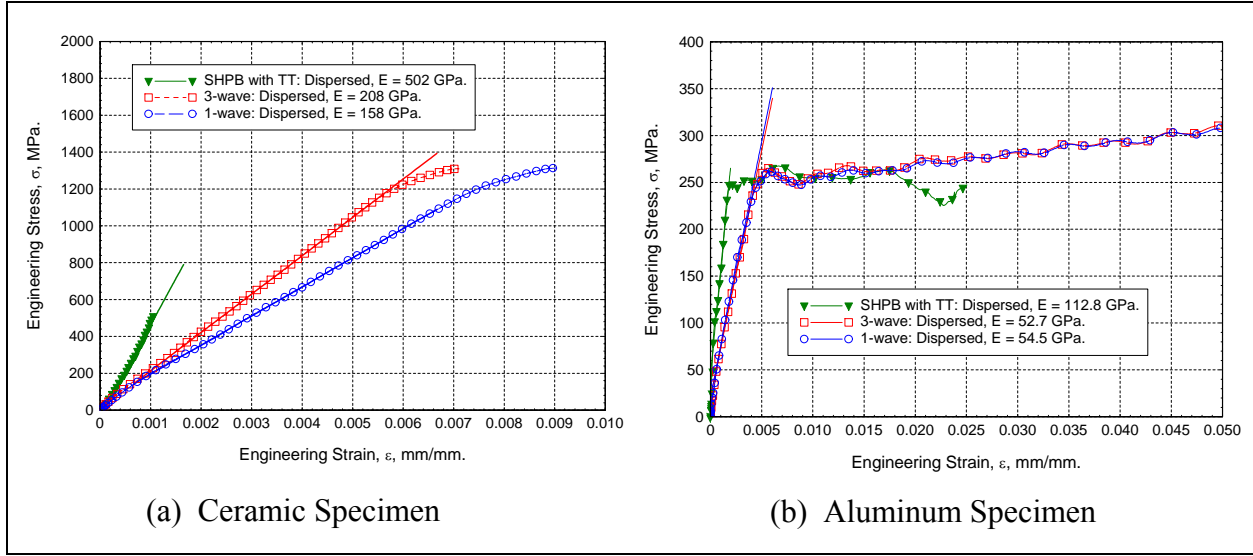 Engineering Stress, σ, MPa.
2000
1800
1600
1400
1200
1000
800
600
400
200
0
SHPB with TT: Dispersed, E = 502 GPa.
3-wave: Dispersed, E = 208 GPa.
1-wave: Dispersed, E = 158 GPa.
0 0.001 0.002 0.003 0.004 0.005 0.006 0.007 0.008 0.009 0.010
Engineering Strain, ε, mm/mm.
(a) Ceramic Specimen
Engineering Stress, σ, MPa.
400
350
300
250
200
150
100
50
0
SHPB with TT: Dispersed, E = 112.8 GPa.
3-wave: Dispersed, E = 52.7 GPa.
1-wave: Dispersed, E = 54.5 GPa.
0 0.005 0.010 0.015 0.020 0.025 0.030 0.035 0.040 0.045 0.050
Engineering Strain, ε, mm/mm.
(b) Aluminum Specimen